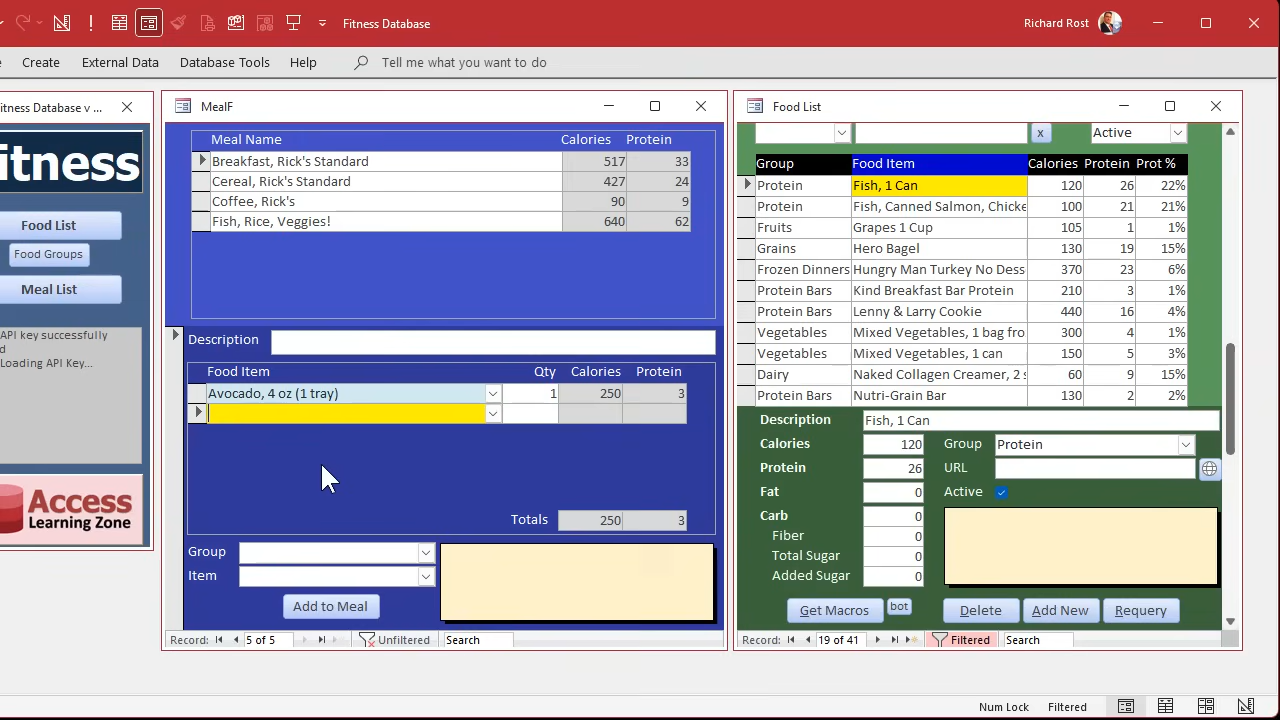 Fitness Database
Richard Rost
Create External Data Database Tools Help Tell me what you want to do
itness Database v ...
itness
Food List
Food Groups
Meal List
API key successfully
d
Loading API Key...
Access
Learning Zone
MealF
Meal Name Calories Protein
Breakfast, Rick's Standard 517 33
Cereal, Rick's Standard 427 24
Coffee, Rick's 90 9
Fish, Rice, Veggies! 640 62
Description
Food Item Qty Calories Protein
Avocado, 4 oz (1 tray) 1 250 3
Totals 250 3
Group
Item
Add to Meal
Record: 5 of 5 Unfiltered Search
Food List
x Active
Group Food Item Calories Protein Prot %
Protein Fish, 1 Can 120 26 22%
Protein Fish, Canned Salmon, Chicke 100 21 21%
Fruits Grapes 1 Cup 105 1 1%
Grains Hero Bagel 130 19 15%
Frozen Dinners Hungry Man Turkey No Dess 370 23 6%
Protein Bars Kind Breakfast Bar Protein 210 3 1%
Protein Bars Lenny & Larry Cookie 440 16 4%
Vegetables Mixed Vegetables, 1 bag fro 300 4 1%
Vegetables Mixed Vegetables, 1 can 150 5 3%
Dairy Naked Collagen Creamer, 2 s 60 9 15%
Protein Bars Nutri-Grain Bar 130 2 2%
Description Fish, 1 Can
Calories 120 Group Protein
Protein 26 URL
Fat 0 Active
Carb 0
Fiber 0
Total Sugar 0
Added Sugar 0
Get Macros bot Delete Add New Requery
Record: 19 of 41 Filtered Search
Num Lock Filtered